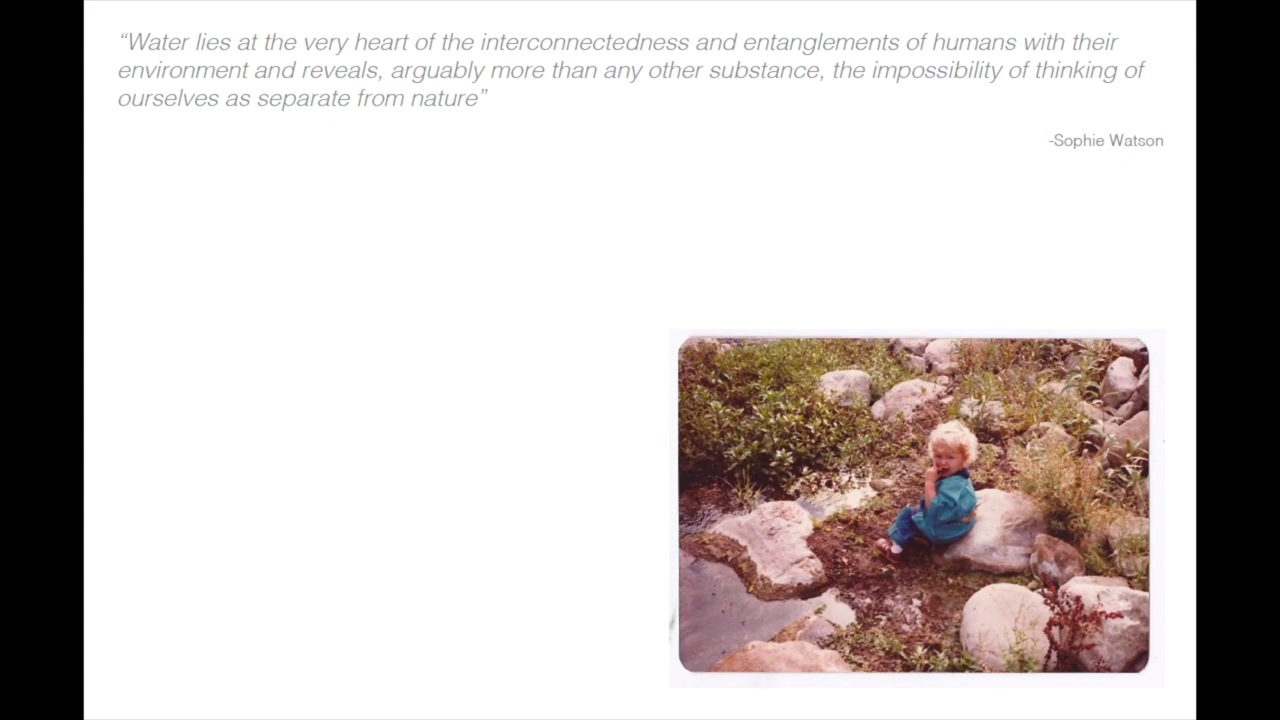 “Water lies at the very heart of the interconnectedness and entanglements of humans with their
environment and reveals, arguably more than any other substance, the impossibility of thinking of
ourselves as separate from nature”
-Sophie Watson